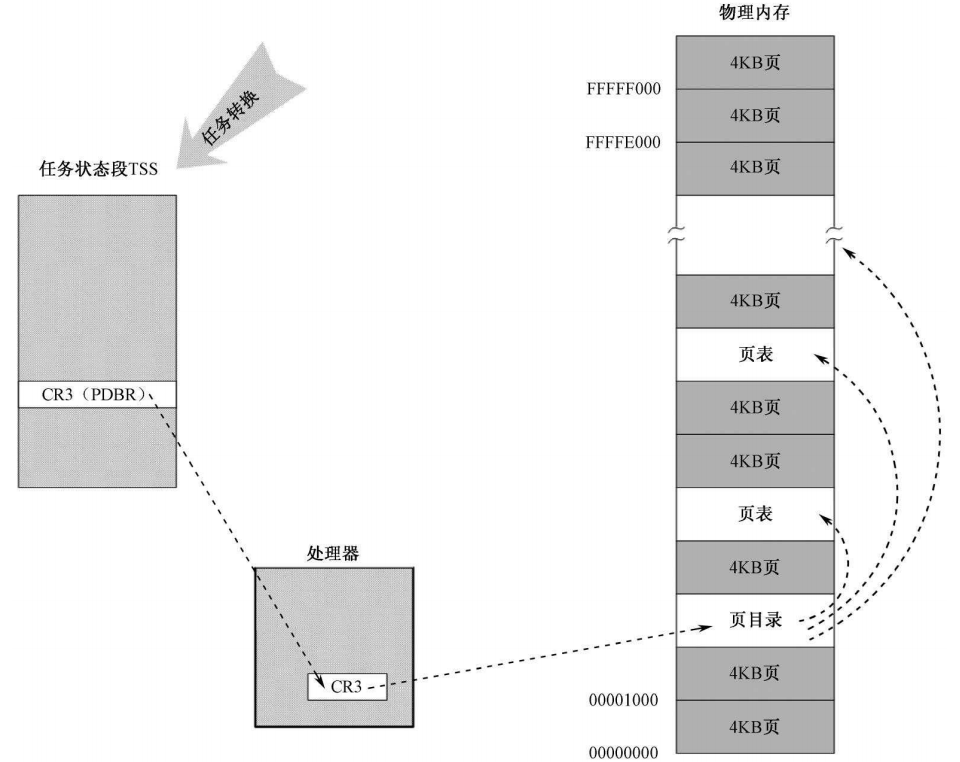 物理内存
4KB页
FFFFF000
4KB页
FFFFE000
4KB页
任务转换
任务状态段TSS
4KB页
页表
CR3（PDBR）
4KB页
4KB页
页表
处理器
4KB页
页目录
4KB页
CR3
00001000
4KB页
00000000